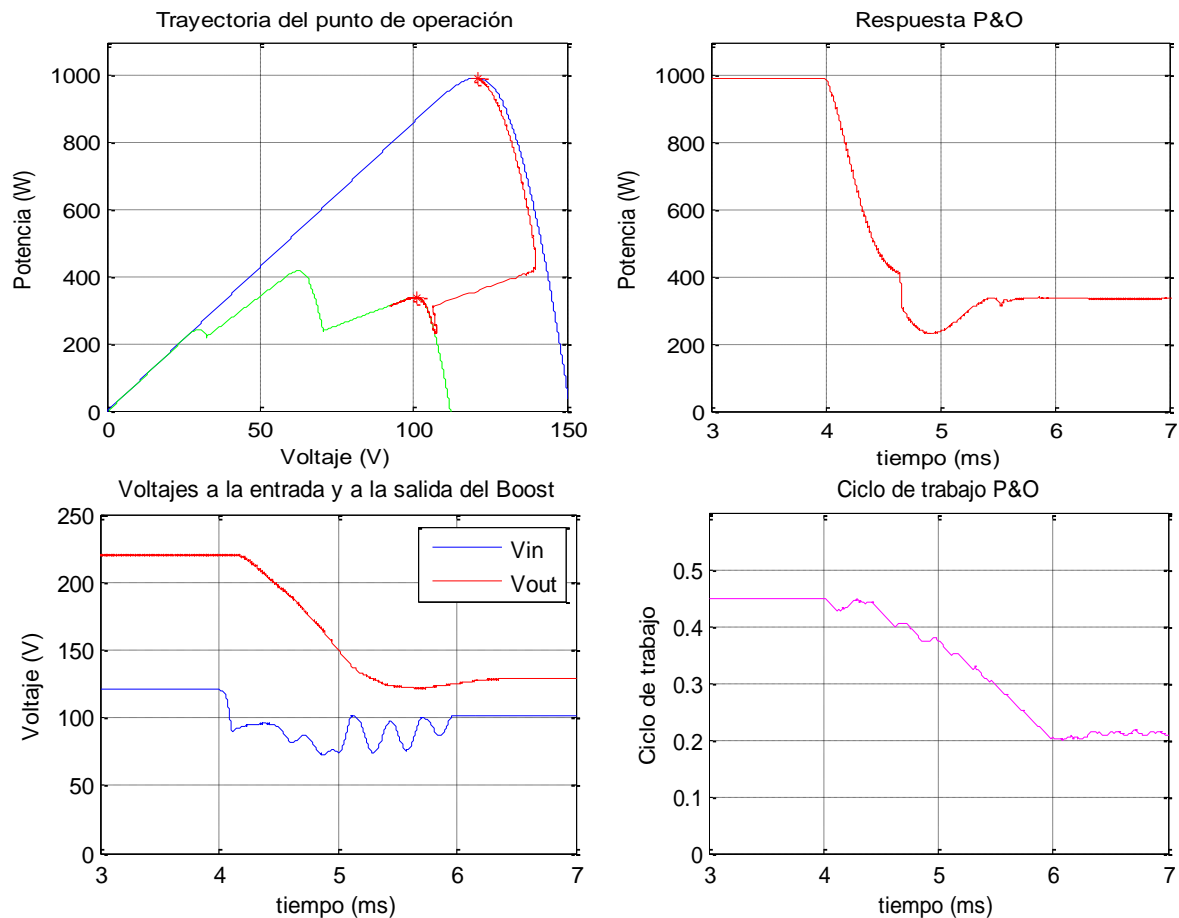 Trayectoria del punto de operación
Potencia (W)
1000
800
600
400
200
0
0 50 100 150
Voltaje (V)
Respuesta P&O
Potencia (W)
1000
800
600
400
200
0
3 4 5 6 7
tiempo (ms)
Voltajes a la entrada y a la salida del Boost
Voltaje (V)
250
200
150
100
50
0
Vin
Vout
3 4 5 6 7
tiempo (ms)
Ciclo de trabajo P&O
Ciclo de trabajo
0.5
0.4
0.3
0.2
0.1
0
3 4 5 6 7
tiempo (ms)